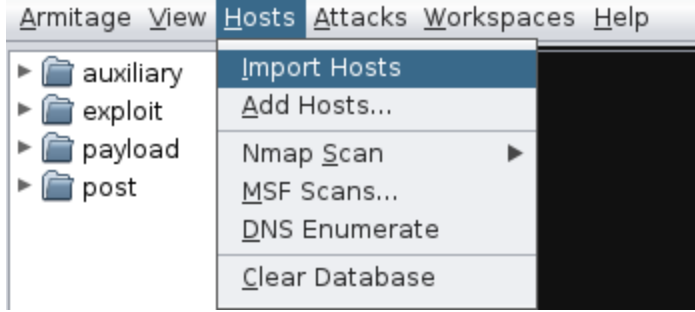 Armitage View Hosts Attacks Workspaces Help
auxiliary
exploit
payload
post
Import Hosts
Add Hosts...
Nmap Scan
MSF Scans...
DNS Enumerate
Clear Database